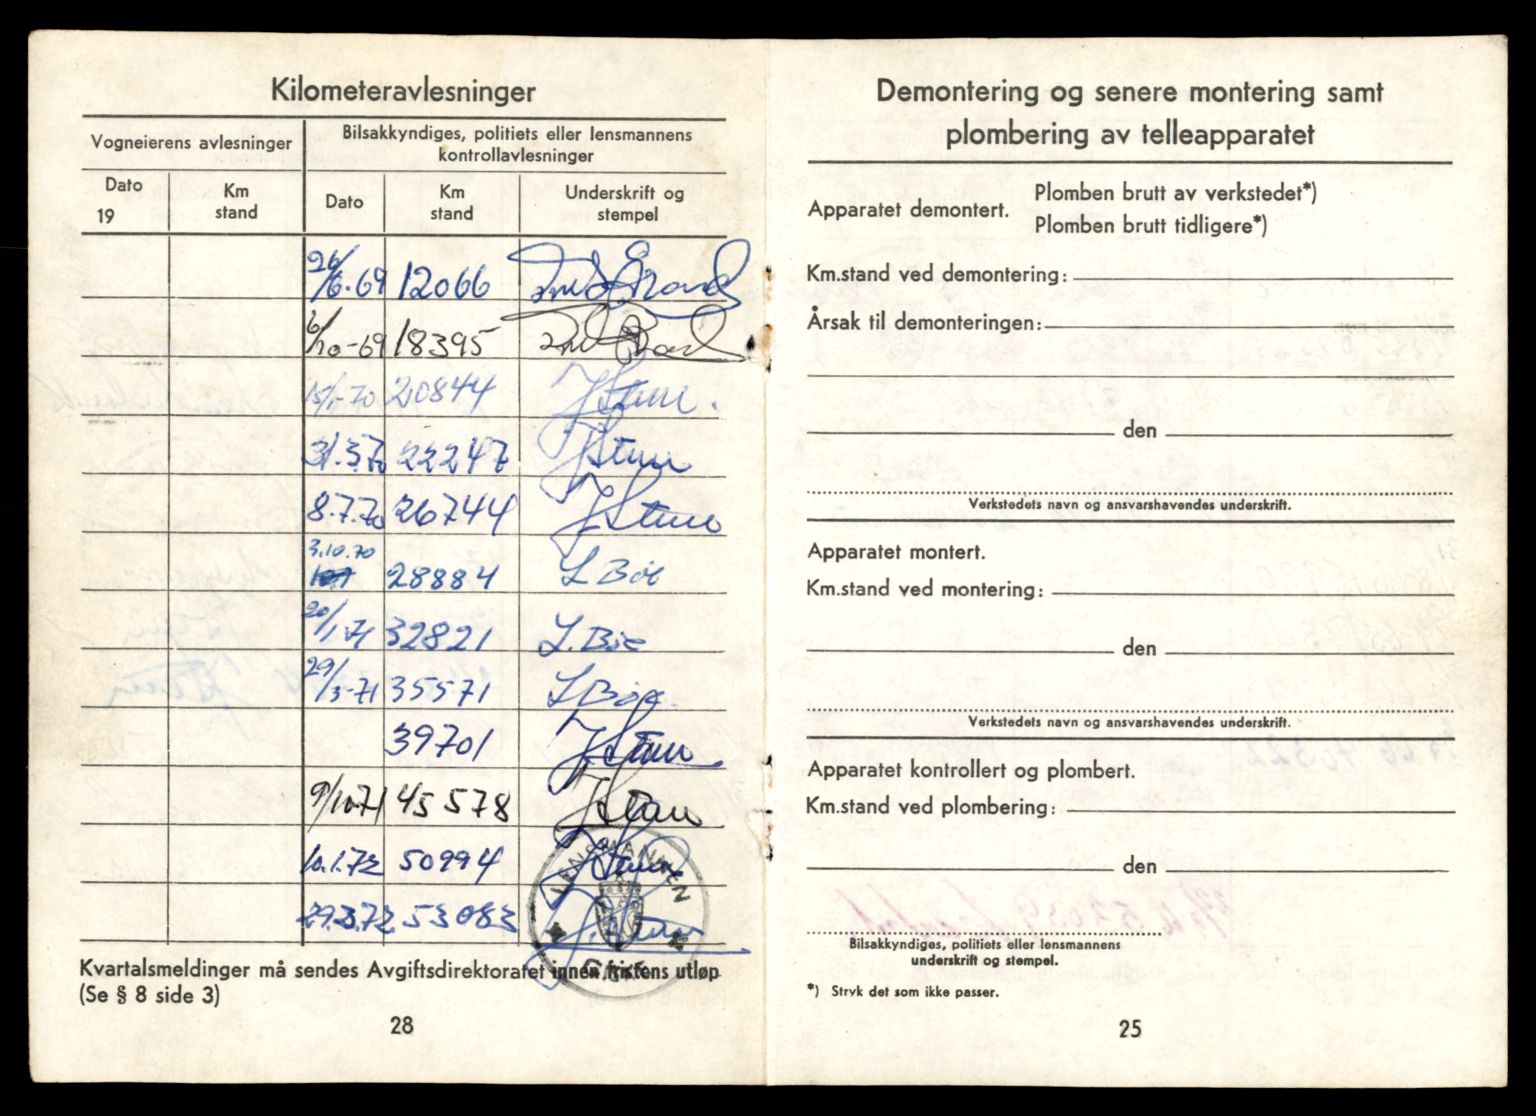 Kilometeravlesninger
Vogneierens avlesninger
Bilsakkyndiges, politiets eller lensmannens
kontrollavlesninger
Dato
19
Km
stand
Dato
Km
stand
Underskrift og
stempel
26/6-69 12066
6/10-69 18395
15/1-70 20844
31.3.70 22247
8.7.70 26744
3.10.70 28884 L Bøe
20/1-71 32821 L. Bøe
29/3-71 35571 L Bøe.
39701
9/10-71 45578
10.1.72 50994
29.3.72 53083
LENSMANNEN
Kvartalsmeldinger må sendes Avgiftsdirektoratet innen fristens utløp
(Se § 8 side 3)
28
Demontering og senere montering samt
plombering av telleapparatet
Apparatet demontert.
Plomben brutt av verkstedet*)
Plomben brutt tidligere*)
Km.stand ved demontering:
Årsak til demonteringen:
den
Verkstedets navn og ansvarshavendes underskrift.
Apparatet montert.
Km.stand ved montering:
den
Verkstedets navn og ansvarshavendes underskrift.
Apparatet kontrollert og plombert.
Km.stand ved plombering:
den
Bilsakkyndiges, politiets eller lensmannens
underskrift og stempel.
*) Stryk det som ikke passer.
25